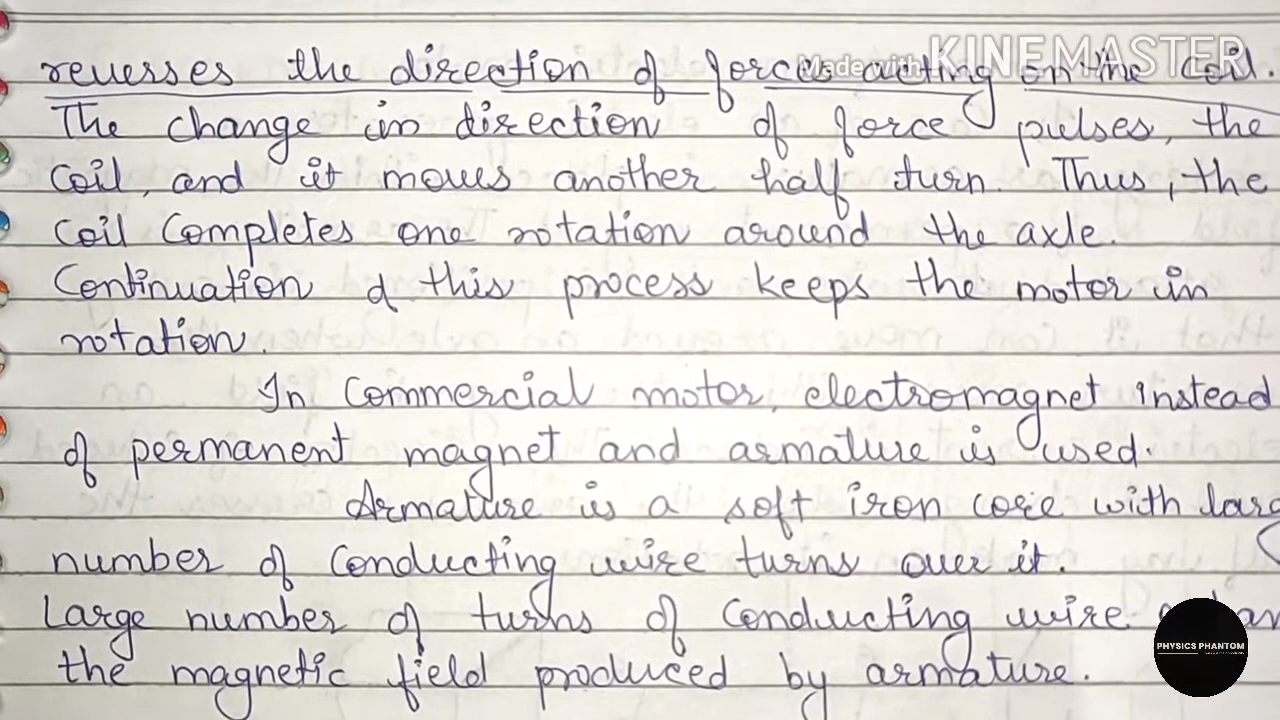 reverses the direction of forces acting on the coil.
Made with KINEMASTER
The change in direction of force pulses, the
coil, and it moves another half turn. Thus, the
coil completes one rotation around the axle.
Continuation of this process keeps the motor in
rotation.
In commercial motor, electromagnet instead
of permanent magnet and armature is used.
Armature is a soft iron core with larg
number of conducting wire turns over it.
Large number of turns of conducting wire
the magnetic field produced by armature.
PHYSICS PHANTOM